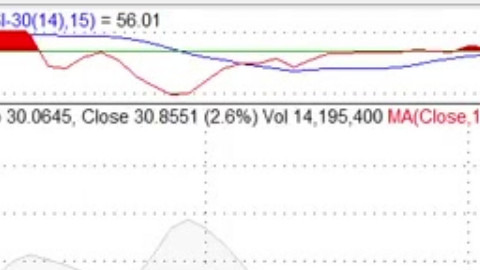 I-30(14),15) = 56.01
30.0645, Close 30.8551 (2.6%) Vol 14,195,400 MA(Close,1